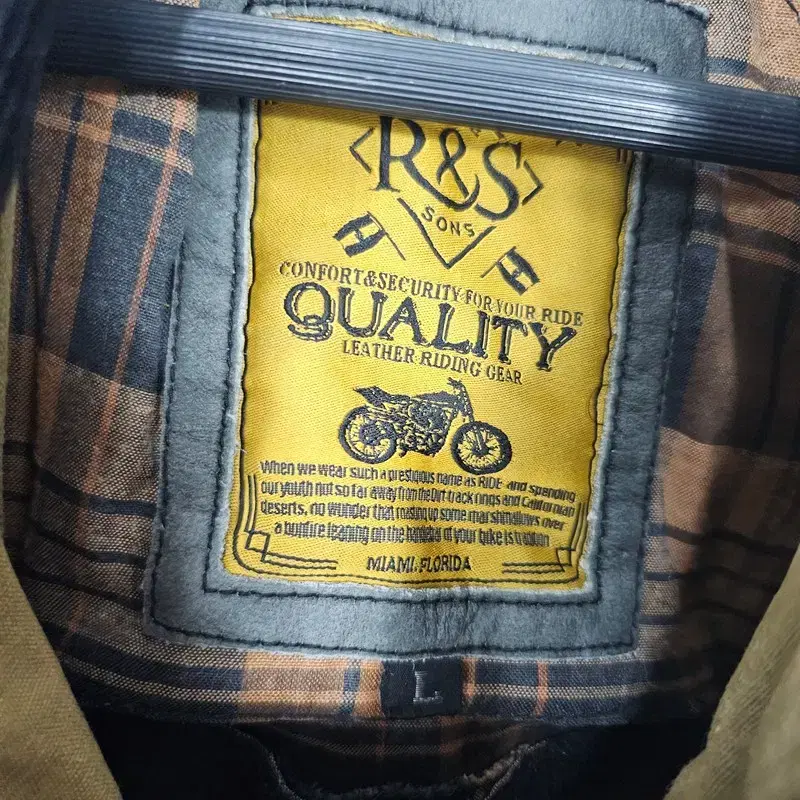 R&S
SONS
CONFORT&SECURITY FOR YOUR RIDE
QUALITY
LEATHER RIDING GEAR
When we wear such a prestigious name as RIDE and spending
our youth not so far away from the Dirt track rings and Californian
deserts, no wonder that roasting up some marshmallows over
a bonfire leaning on the of your bike is
MIAMI. FLORIDA
L